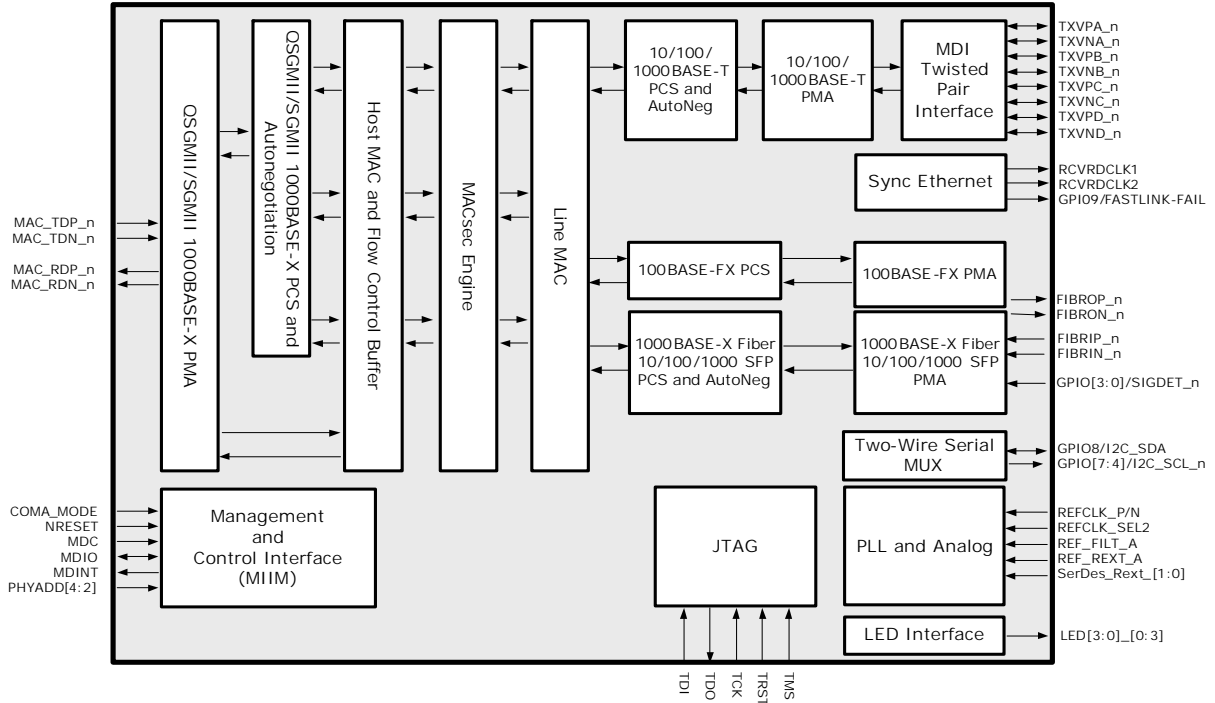 MAC_TDP_n
MAC_TDN_n
MAC_RDP_n
MAC_RDN_n
COMA_MODE
NRESET
MDC
MDIO
MDINT
PHYADD[4:2]
QSGMII/SGMII 1000BASE-X PMA
QSGMII/SGMII 1000BASE-X PCS and
Autonegotiation
Host MAC and Flow Control Buffer
MACsec Engine
Line MAC
10/100/
1000BASE-T
PCS and
AutoNeg
10/100/
1000BASE-T
PMA
MDI
Twisted
Pair
Interface
TXVPA_n
TXVNA_n
TXVPB_n
TXVNB_n
TXVPC_n
TXVNC_n
TXVPD_n
TXVND_n
Sync Ethernet
RCVRDCLK1
RCVRDCLK2
GPIO9/FASTLINK-FAIL
100BASE-FX PCS
100BASE-FX PMA
FIBROP_n
FIBRON_n
1000BASE-X Fiber
10/100/1000 SFP
PCS and AutoNeg
1000BASE-X Fiber
10/100/1000 SFP
PMA
FIBRIP_n
FIBRIN_n
GPIO[3:0]/SIGDET_n
Two-Wire Serial
MUX
GPIO8/I2C_SDA
GPIO[7:4]/I2C_SCL_n
Management
and
Control Interface
(MIIM)
JTAG
PLL and Analog
REFCLK_P/N
REFCLK_SEL2
REF_FILT_A
REF_REXT_A
SerDes_Rext_[1:0]
LED Interface
LED[3:0]_[0:3]
TDI
TDO
TCK
TRST
TMS